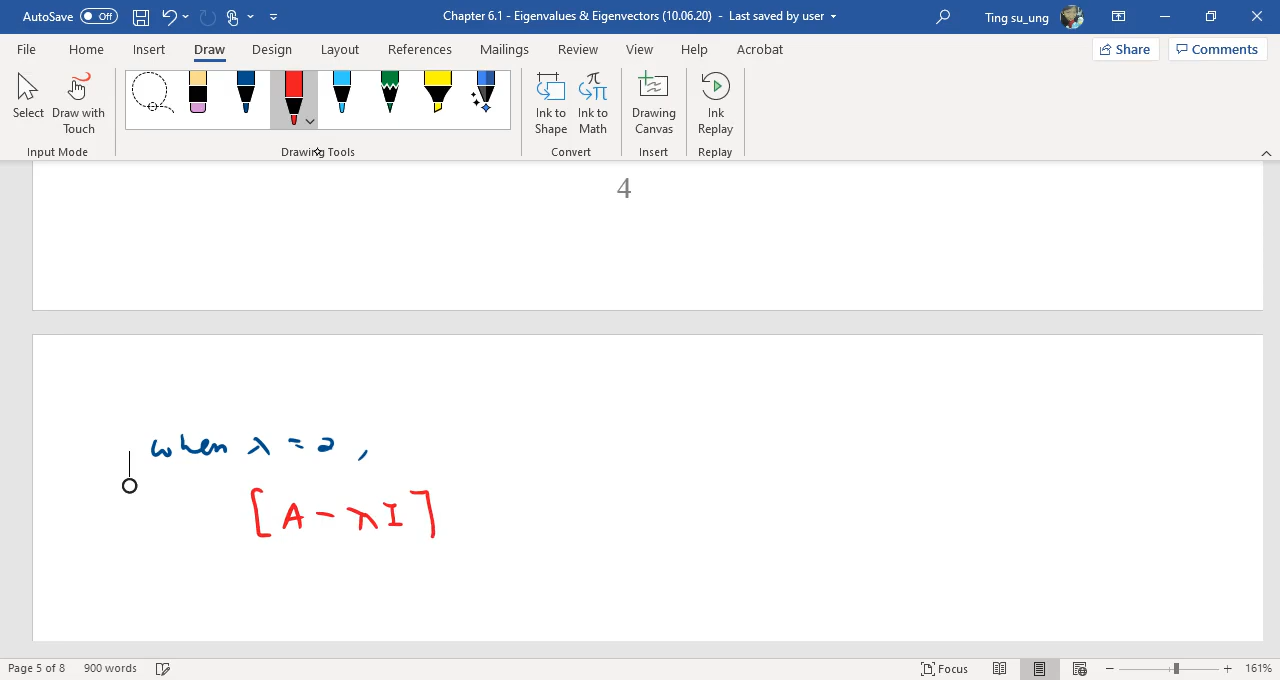 AutoSave Off Chapter 6.1 - Eigenvalues & Eigenvectors (10.06.20) - Last saved by user Ting su_ung
File Home Insert Draw Design Layout References Mailings Review View Help Acrobat Share Comments
Select Draw with Touch Ink to Shape Ink to Math Drawing Canvas Ink Replay
Input Mode Drawing Tools Convert Insert Replay
4
when λ = 2 ,
[A - λI]
Page 5 of 8 900 words Focus 161%